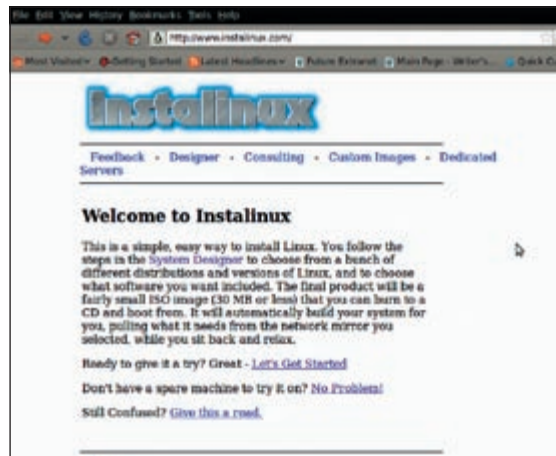 File Edit View History Bookmarks Tools Help
http://www.instalinux.com/
Most Visited Getting Started Latest Headlines Future Extranet Main Page - Writer's... Quick
instalinux
Feedback - Designer - Consulting - Custom Images - Dedicated
Servers
Welcome to Instalinux
This is a simple, easy way to install Linux. You follow the
steps in the System Designer to choose from a bunch of
different distributions and versions of Linux, and to choose
what software you want included. The final product will be a
fairly small ISO image (30 MB or less) that you can burn to a
CD and boot from. It will automatically build your system for
you, pulling what it needs from the network mirror you
selected, while you sit back and relax.
Ready to give it a try? Great - Let's Get Started
Don't have a spare machine to try it on? No Problem!
Still Confused? Give this a read.